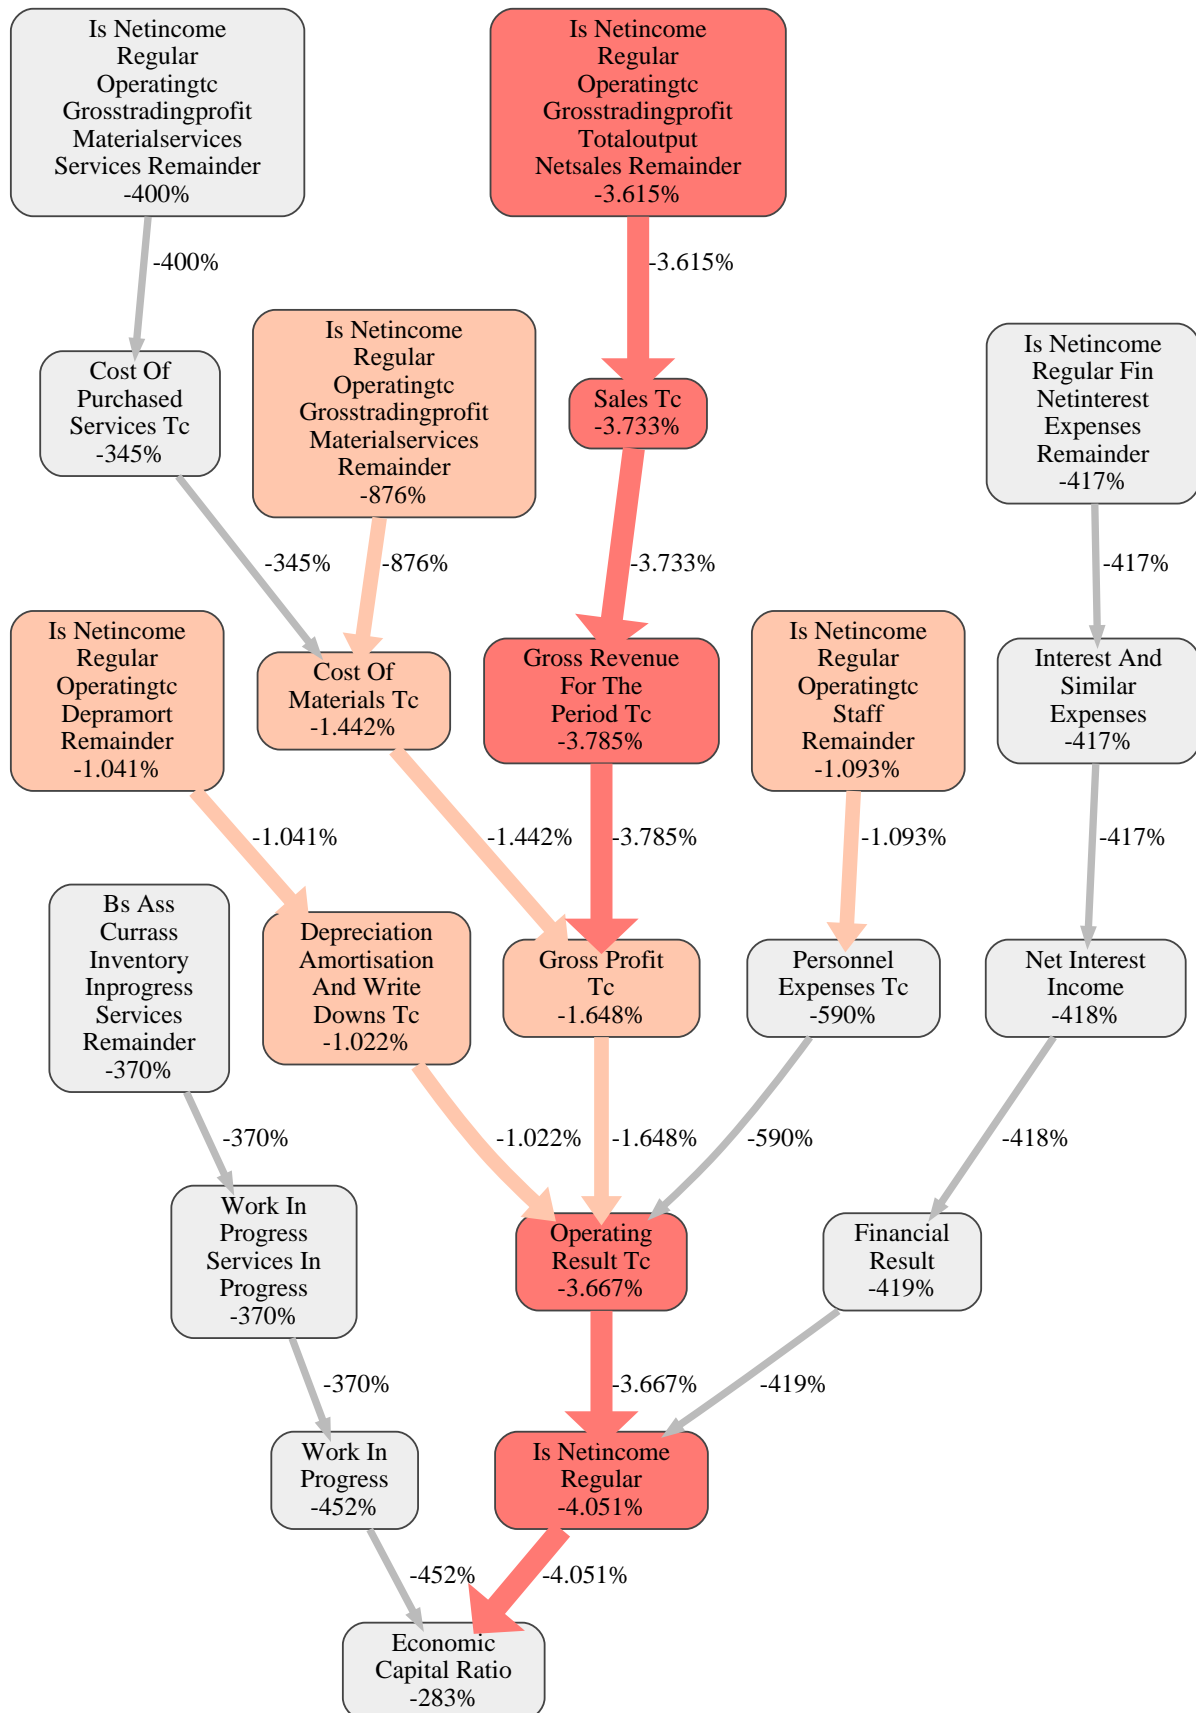 Is Netincome
Regular
Operatingtc
Grosstradingprofit
Materialservices
Services Remainder
-400%
Is Netincome
Regular
Operatingtc
Grosstradingprofit
Totaloutput
Netsales Remainder
-3.615%
-400%
-3.615%
Cost Of
Purchased
Services Tc
-345%
Is Netincome
Regular
Operatingtc
Grosstradingprofit
Materialservices
Remainder
-876%
Sales Tc
-3.733%
Is Netincome
Regular Fin
Netinterest
Expenses
Remainder
-417%
-345%
-876%
-3.733%
-417%
Is Netincome
Regular
Operatingtc
Depramort
Remainder
-1.041%
Cost Of
Materials Tc
-1.442%
Gross Revenue
For The
Period Tc
-3.785%
Is Netincome
Regular
Operatingtc
Staff
Remainder
-1.093%
Interest And
Similar
Expenses
-417%
-1.041%
-1.442%
-3.785%
-1.093%
-417%
Bs Ass
Currass
Inventory
Inprogress
Services
Remainder
-370%
Depreciation
Amortisation
And Write
Downs Tc
-1.022%
Gross Profit
Tc
-1.648%
Personnel
Expenses Tc
-590%
Net Interest
Income
-418%
-370%
-1.022%
-1.648%
-590%
-418%
Work In
Progress
Services In
Progress
-370%
Operating
Result Tc
-3.667%
Financial
Result
-419%
-370%
-3.667%
-419%
Work In
Progress
-452%
Is Netincome
Regular
-4.051%
-452%
-4.051%
Economic
Capital Ratio
-283%